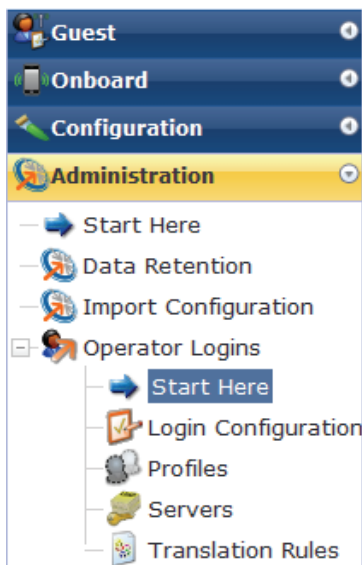 Guest
Onboard
Configuration
Administration
Start Here
Data Retention
Import Configuration
Operator Logins
Start Here
Login Configuration
Profiles
Servers
Translation Rules